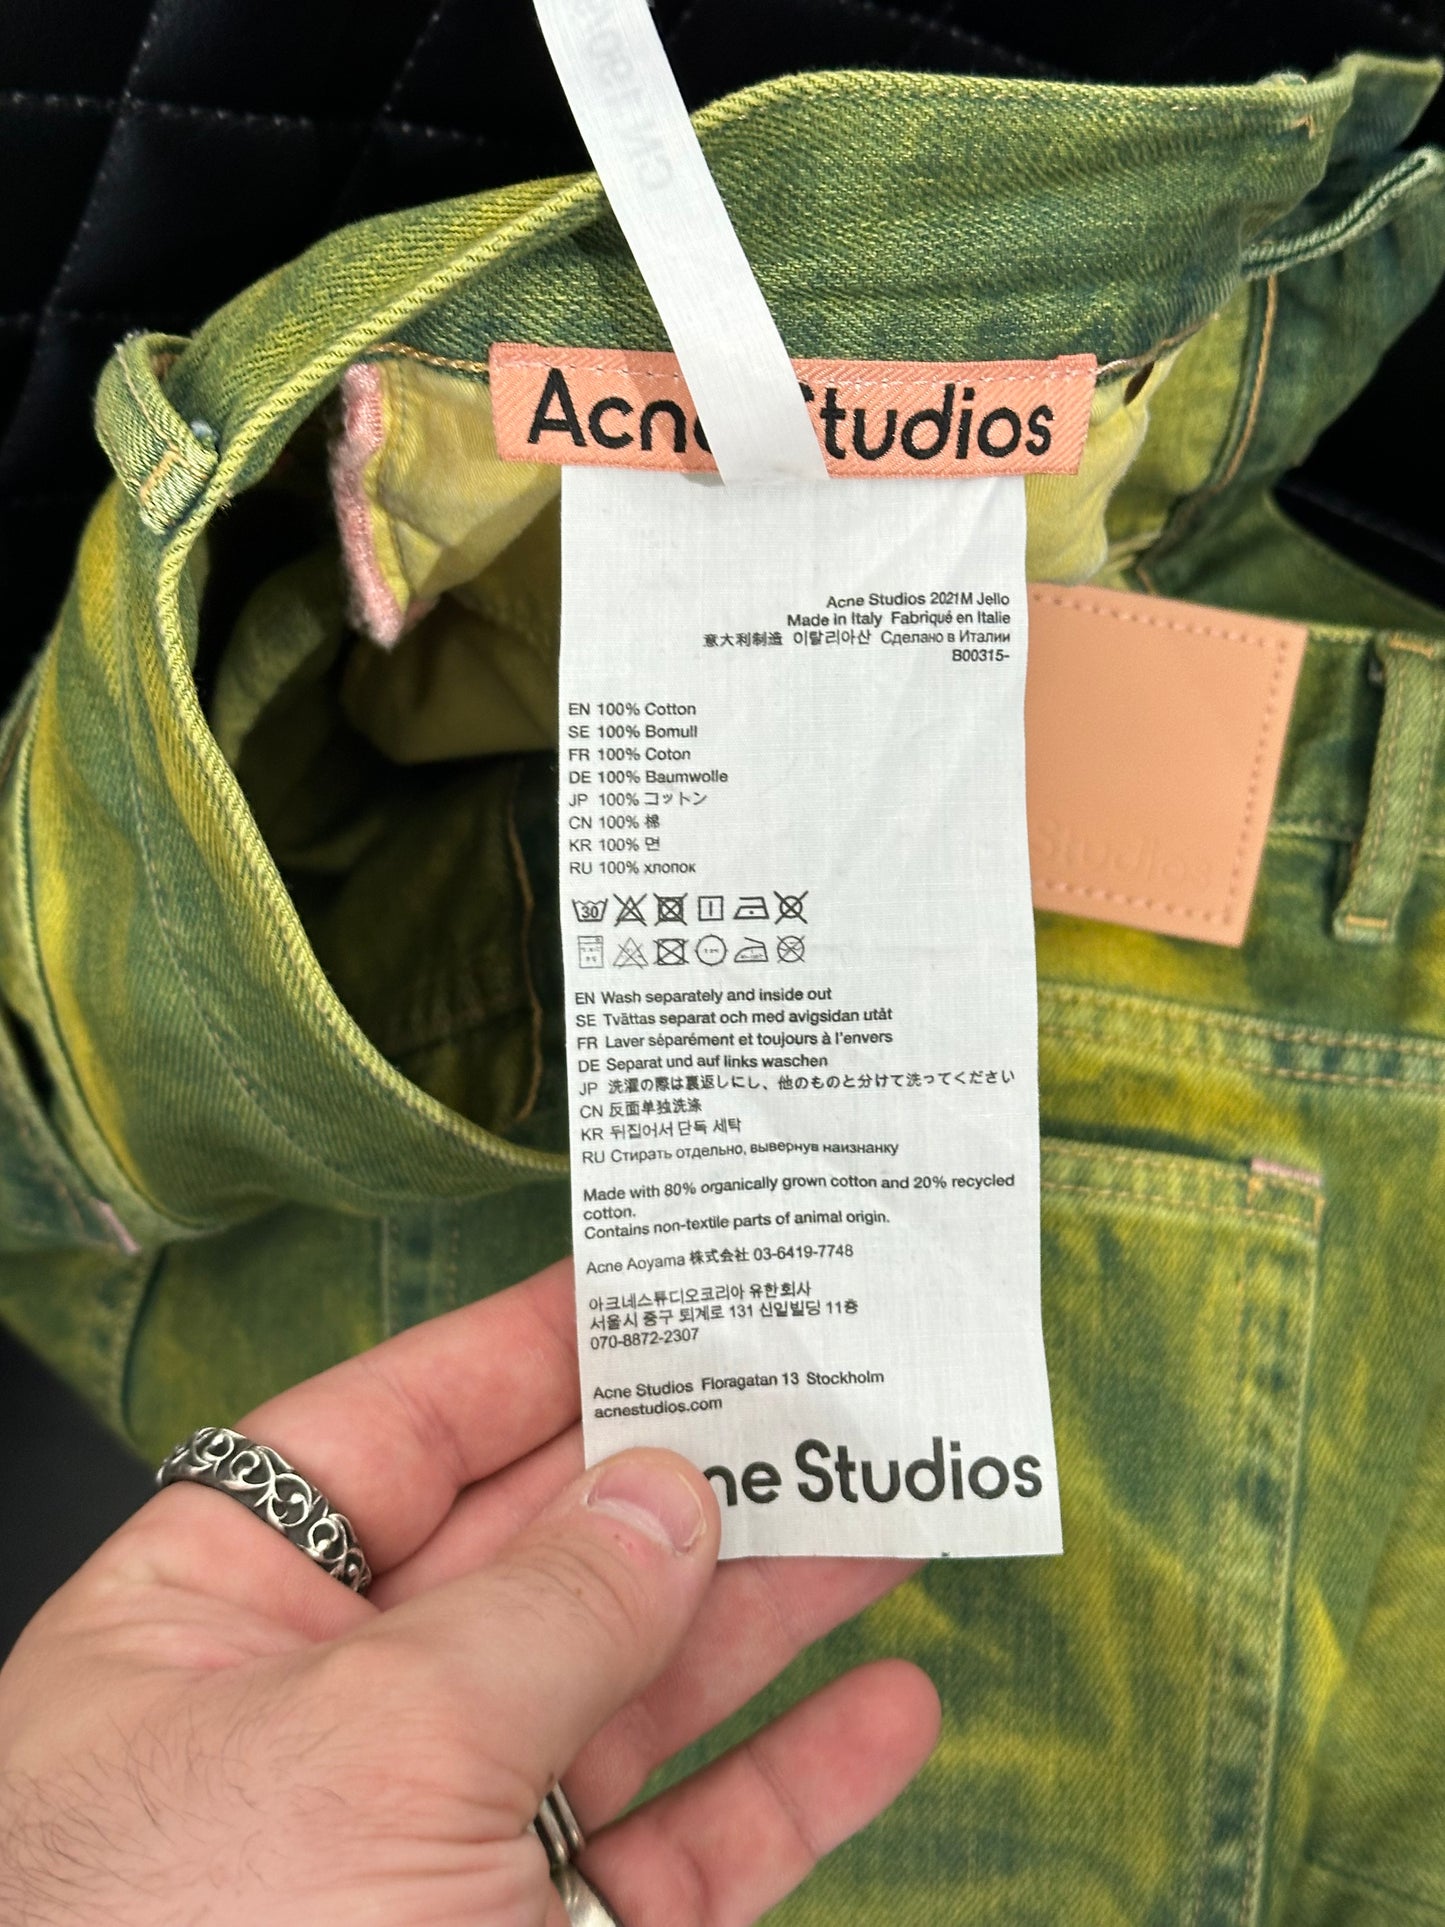 Acne Studios
Acne Studios 2021M Jello
Made in Italy Fabriqué en Italie
意大利制造 이탈리아산 Сделано в Италии
B00315-
EN 100% Cotton
SE 100% Bomull
FR 100% Coton
DE 100% Baumwolle
JP 100% コットン
CN 100% 棉
KR 100% 면
RU 100% хлопок
30
EN Wash separately and inside out
SE Tvättas separat och med avigsidan utåt
FR Laver séparément et toujours à l'envers
DE Separat und auf links waschen
JP 洗濯の際は裏返しにし、他のものと分けて洗ってください
CN 反面单独洗涤
KR 뒤집어서 단독 세탁
RU Стирать отдельно, вывернув наизнанку
Made with 80% organically grown cotton and 20% recycled
cotton.
Contains non-textile parts of animal origin.
Acne Aoyama 株式会社 03-6419-7748
아크네스튜디오코리아 유한회사
서울시 중구 퇴계로 131 신일빌딩 11층
070-8872-2307
Acne Studios Floragatan 13 Stockholm
acnestudios.com
ne Studios
Studios